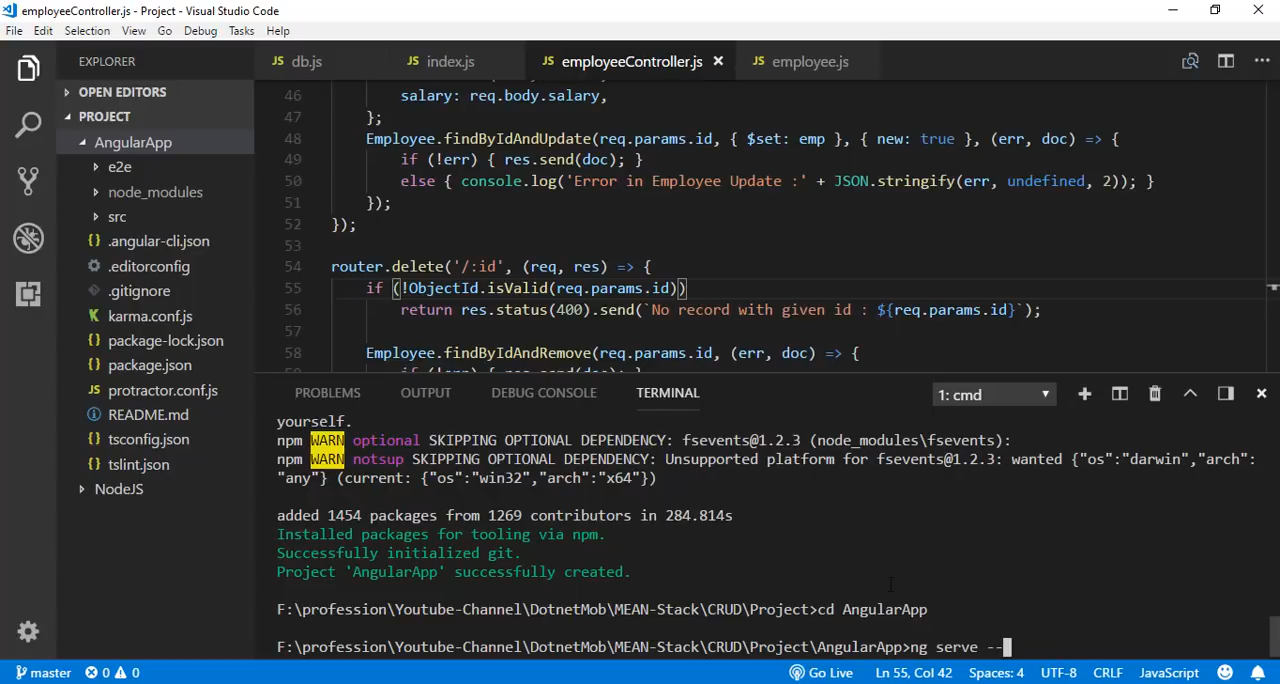 employeeController.js - Project - Visual Studio Code
File Edit Selection View Go Debug Tasks Help
EXPLORER
OPEN EDITORS
PROJECT
AngularApp
e2e
node_modules
src
{} .angular-cli.json
.editorconfig
.gitignore
karma.conf.js
{} package-lock.json
{} package.json
JS protractor.conf.js
README.md
{} tsconfig.json
{} tslint.json
NodeJS
JS db.js JS index.js JS employeeController.js JS employee.js
46 salary: req.body.salary,
47 };
48 Employee.findByIdAndUpdate(req.params.id, { $set: emp }, { new: true }, (err, doc) => {
49 if (!err) { res.send(doc); }
50 else { console.log('Error in Employee Update :' + JSON.stringify(err, undefined, 2)); }
51 });
52 });
53
54 router.delete('/:id', (req, res) => {
55 if (!ObjectId.isValid(req.params.id))
56 return res.status(400).send(`No record with given id : ${req.params.id}`);
57
58 Employee.findByIdAndRemove(req.params.id, (err, doc) => {
PROBLEMS OUTPUT DEBUG CONSOLE TERMINAL 1: cmd
yourself.
npm WARN optional SKIPPING OPTIONAL DEPENDENCY: fsevents@1.2.3 (node_modules\fsevents):
npm WARN notsup SKIPPING OPTIONAL DEPENDENCY: Unsupported platform for fsevents@1.2.3: wanted {"os":"darwin","arch":
"any"} (current: {"os":"win32","arch":"x64"})
added 1454 packages from 1269 contributors in 284.814s
Installed packages for tooling via npm.
Successfully initialized git.
Project 'AngularApp' successfully created.
F:\profession\Youtube-Channel\DotnetMob\MEAN-Stack\CRUD\Project>cd AngularApp
F:\profession\Youtube-Channel\DotnetMob\MEAN-Stack\CRUD\Project\AngularApp>ng serve --
master 0 0 Go Live Ln 55, Col 42 Spaces: 4 UTF-8 CRLF JavaScript